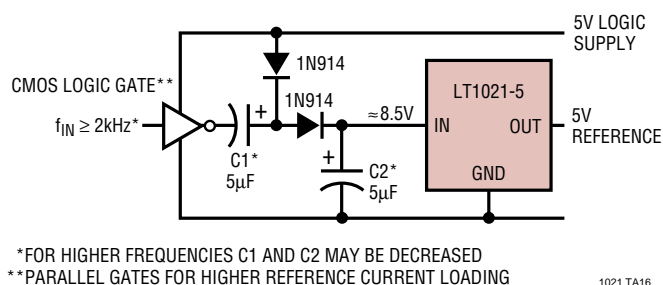 5V LOGIC
SUPPLY
1N914
CMOS LOGIC GATE**
1N914
LT1021-5
fIN ≥ 2kHz*
+
≈8.5V
IN
OUT
5V
REFERENCE
C1*
5µF
+
C2*
5µF
GND
*FOR HIGHER FREQUENCIES C1 AND C2 MAY BE DECREASED
**PARALLEL GATES FOR HIGHER REFERENCE CURRENT LOADING
1021 TA16